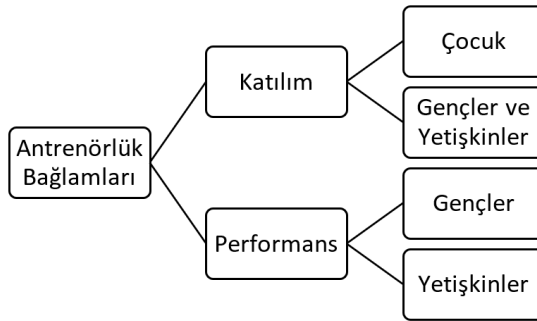 Antrenörlük
Bağlamları
Katılım
Çocuk
Gençler ve
Yetişkinler
Performans
Gençler
Yetişkinler